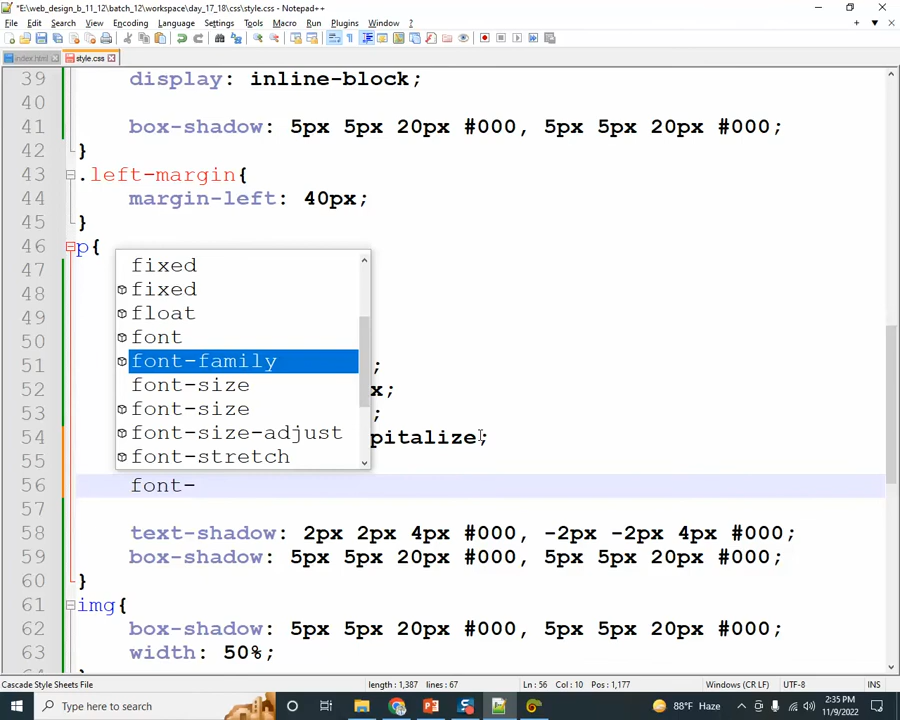 *E:\web_design_b_11_12\batch_12\workspace\day_17_18\css\style.css - Notepad++
File Edit Search View Encoding Language Settings Tools Macro Run Plugins Window ?
index.html style.css
39 display: inline-block;
40
41 box-shadow: 5px 5px 20px #000, 5px 5px 20px #000;
42 }
43 .left-margin{
44 margin-left: 40px;
45 }
46 p{
47
48 fixed
49 fixed
float
50 font
51 font-family ;
52 font-size x;
53 font-size ;
54 font-size-adjust pitalize;
55 font-stretch
56 font-
57
58 text-shadow: 2px 2px 4px #000, -2px -2px 4px #000;
59 box-shadow: 5px 5px 20px #000, 5px 5px 20px #000;
60 }
61 img{
62 box-shadow: 5px 5px 20px #000, 5px 5px 20px #000;
63 width: 50%;
Cascade Style Sheets File length : 1,387 lines : 67 Ln : 56 Col : 10 Pos : 1,177 Windows (CR LF) UTF-8 INS
Type here to search 88°F Haze 2:35 PM
11/9/2022